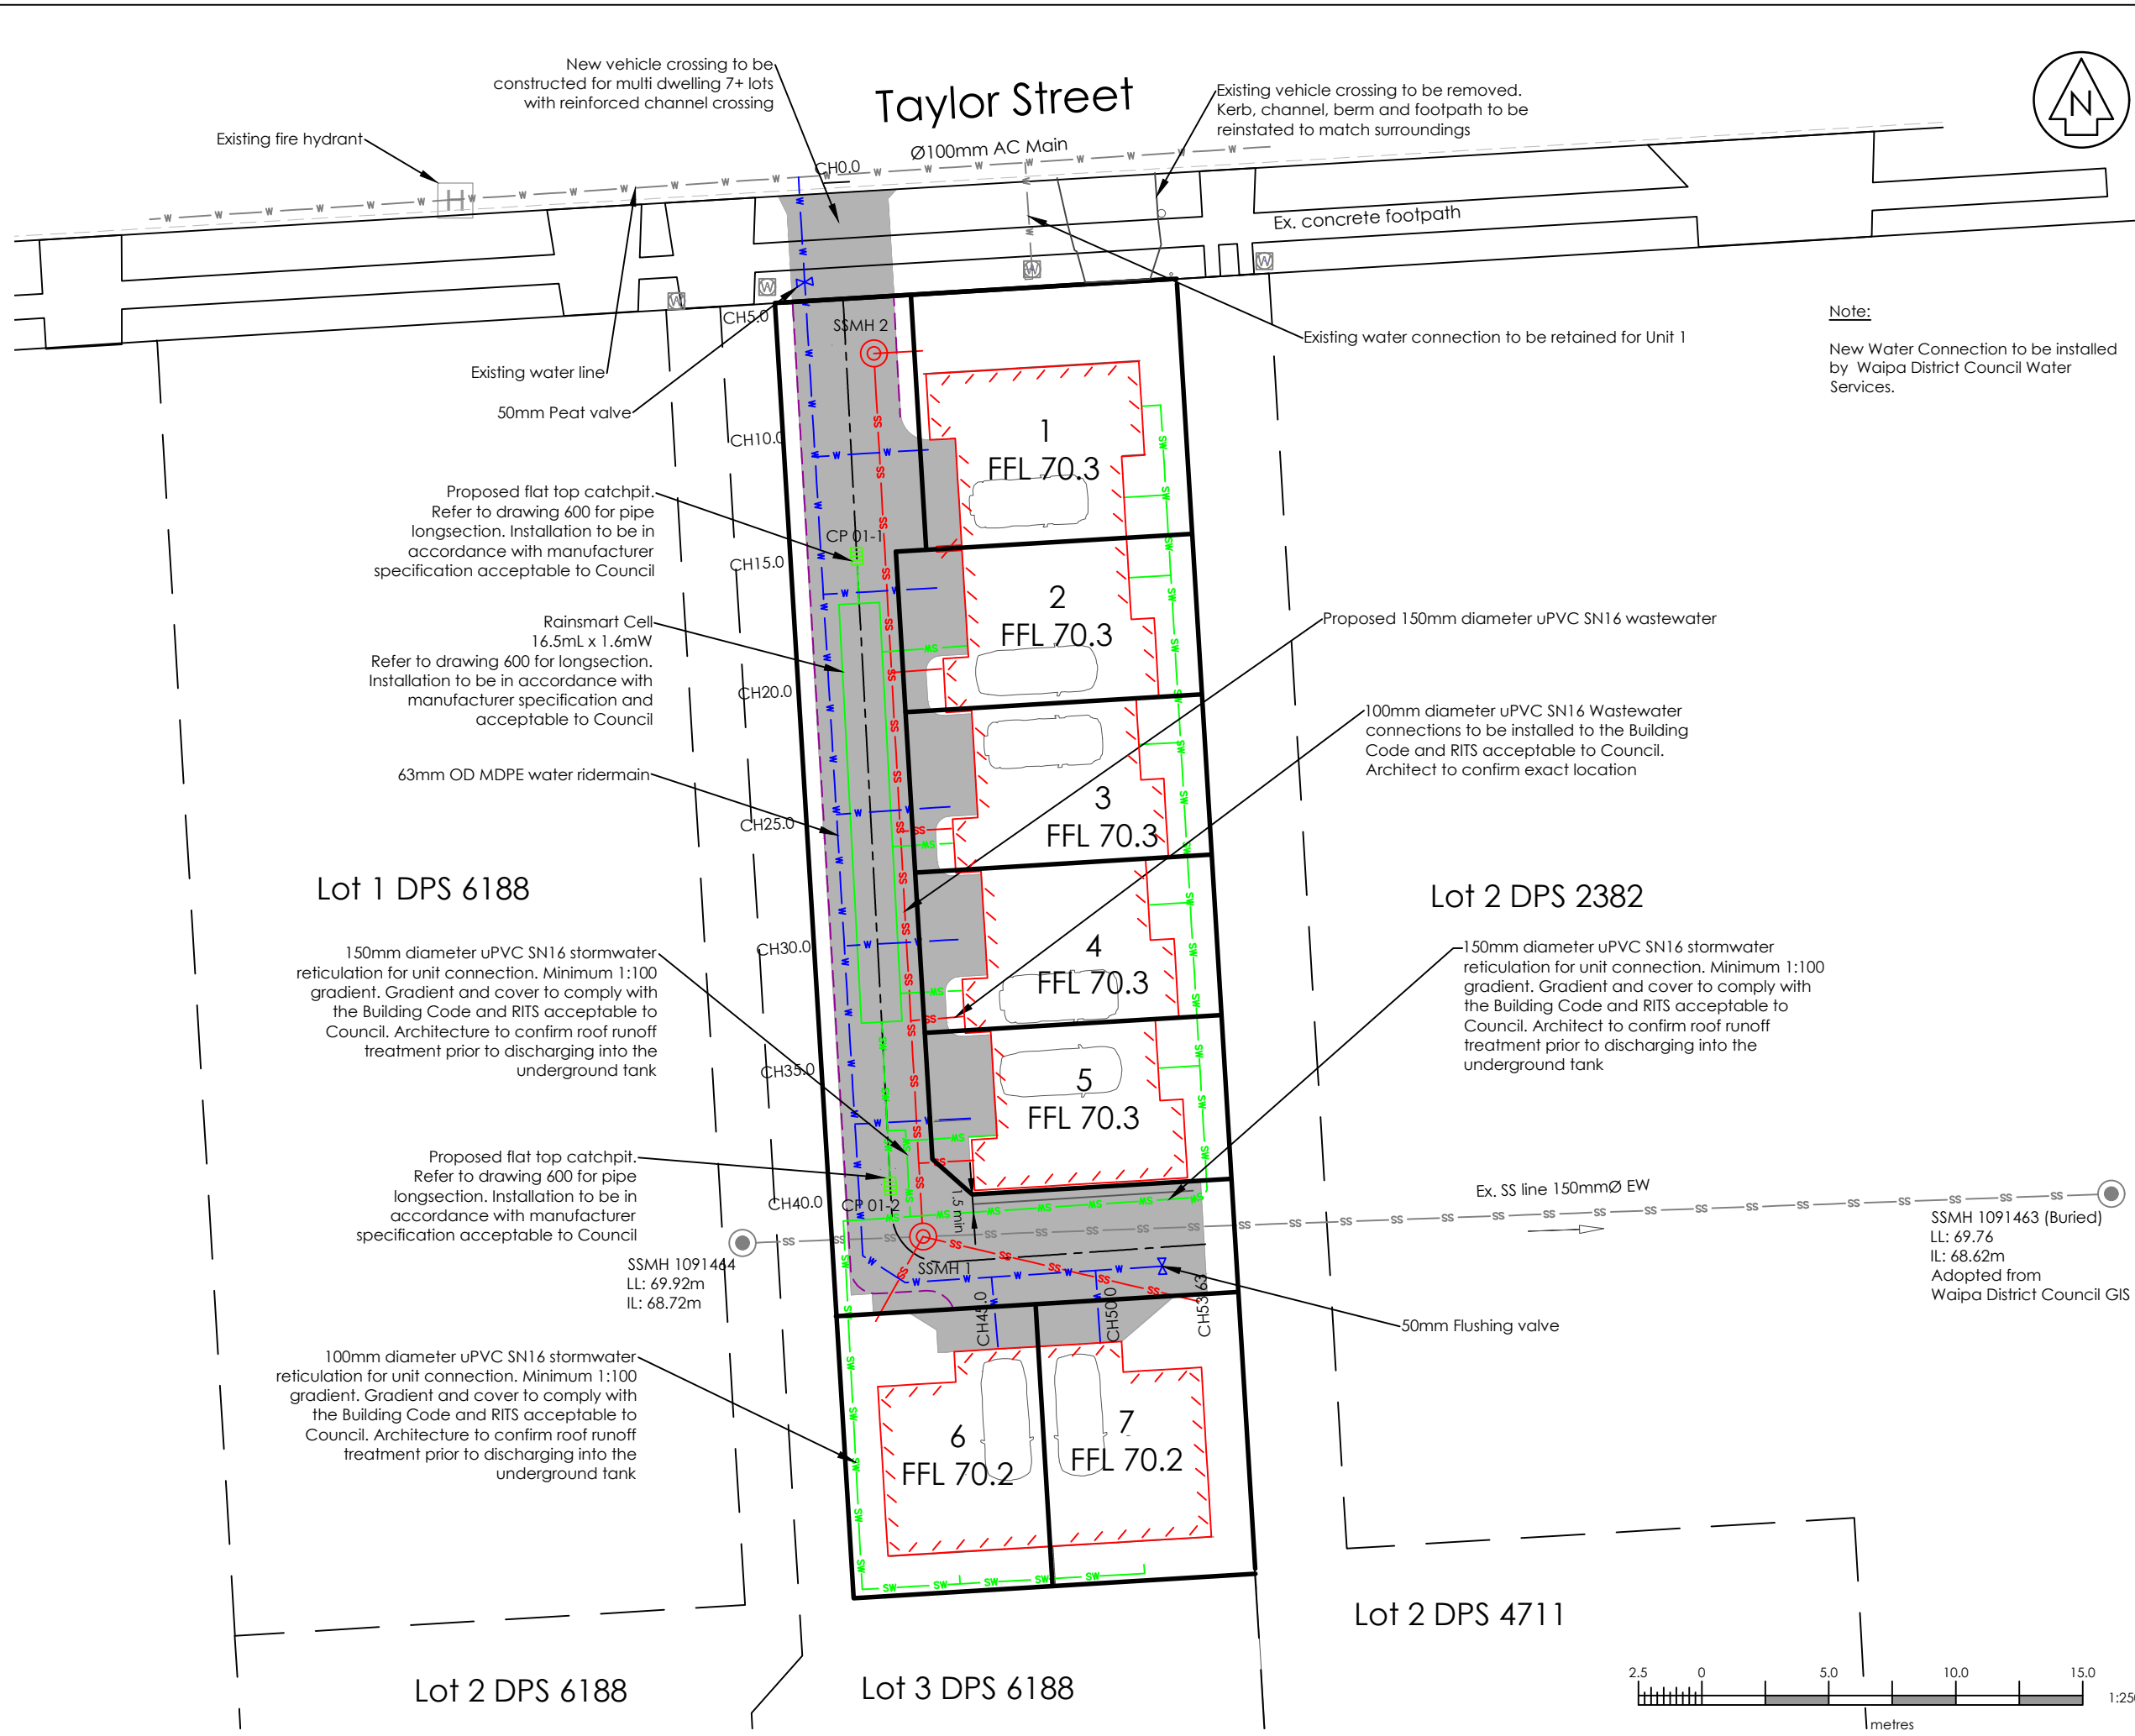 New vehicle crossing to be
constructed for multi dwelling 7+ lots
with reinforced channel crossing
Taylor Street
Existing vehicle crossing to be removed.
Kerb, channel, berm and footpath to be
reinstated to match surroundings
N
Existing fire hydrant
H
Ø100mm AC Main
CH0.0
Ex. concrete footpath
Note:
New Water Connection to be installed
by Waipa District Council Water
Services.
CH5.0
SSMH 2
Existing water connection to be retained for Unit 1
Existing water line
50mm Peat valve
CH10.0
1
FFL 70.3
Proposed flat top catchpit.
Refer to drawing 600 for pipe
longsection. Installation to be in
accordance with manufacturer
specification acceptable to Council
CP 01-1
CH15.0
2
FFL 70.3
Proposed 150mm diameter uPVC SN16 wastewater
Rainsmart Cell
16.5mL x 1.6mW
Refer to drawing 600 for longsection.
Installation to be in accordance with
manufacturer specification and
acceptable to Council
CH20.0
100mm diameter uPVC SN16 Wastewater
connections to be installed to the Building
Code and RITS acceptable to Council.
Architect to confirm exact location
63mm OD MDPE water ridermain
CH25.0
3
FFL 70.3
Lot 1 DPS 6188
Lot 2 DPS 2382
CH30.0
4
FFL 70.3
150mm diameter uPVC SN16 stormwater
reticulation for unit connection. Minimum 1:100
gradient. Gradient and cover to comply with
the Building Code and RITS acceptable to
Council. Architecture to confirm roof runoff
treatment prior to discharging into the
underground tank
150mm diameter uPVC SN16 stormwater
reticulation for unit connection. Minimum 1:100
gradient. Gradient and cover to comply with
the Building Code and RITS acceptable to
Council. Architect to confirm roof runoff
treatment prior to discharging into the
underground tank
CH35.0
5
FFL 70.3
Proposed flat top catchpit.
Refer to drawing 600 for pipe
longsection. Installation to be in
accordance with manufacturer
specification acceptable to Council
CH40.0
CP 01-2
1.5 min
Ex. SS line 150mmØ EW
SSMH 1091463 (Buried)
LL: 69.76
IL: 68.62m
Adopted from
Waipa District Council GIS
SSMH 1091464
LL: 69.92m
IL: 68.72m
SSMH 1
CH45.0
CH50.0
CH53.63
50mm Flushing valve
100mm diameter uPVC SN16 stormwater
reticulation for unit connection. Minimum 1:100
gradient. Gradient and cover to comply with
the Building Code and RITS acceptable to
Council. Architecture to confirm roof runoff
treatment prior to discharging into the
underground tank
6
FFL 70.2
7
FFL 70.2
Lot 2 DPS 4711
Lot 2 DPS 6188
Lot 3 DPS 6188
2.5 0 5.0 10.0 15.0
metres